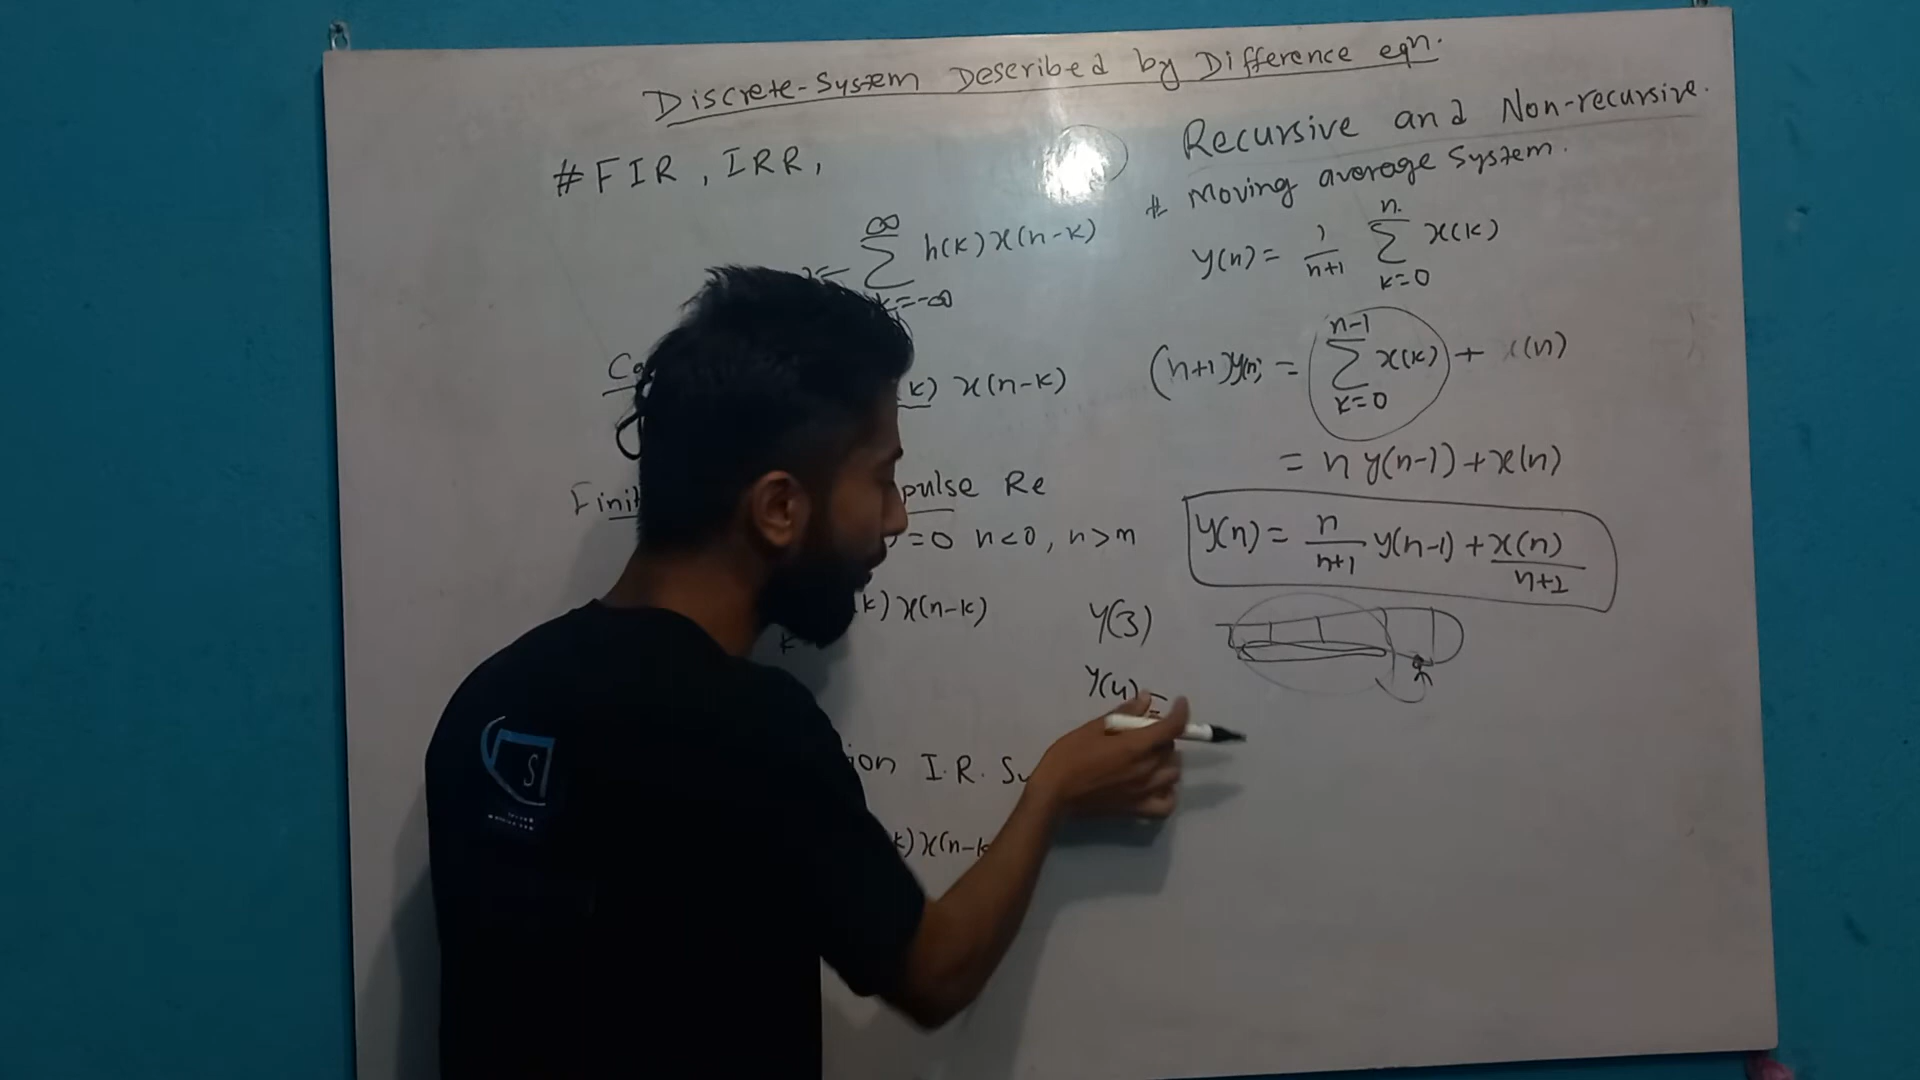 Discrete-System Described by Difference eqn.
# FIR, IRR,
= ∞ Σ k=-∞ h(k) x(n-k)
k) x(n-k)
pulse Re
=0 n<0, n>m
k) x(n-k)
ion I.R.
k) x(n-k
Recursive and Non-recursive.
# Moving average System.
y(n) = 1/n+1 n Σ k=0 x(k)
(n+1)y(n) = n-1 Σ k=0 x(k) + x(n)
= n y(n-1) + x(n)
y(n) = n/n+1 y(n-1) + x(n)/n+1
y(3)
y(4) =
S